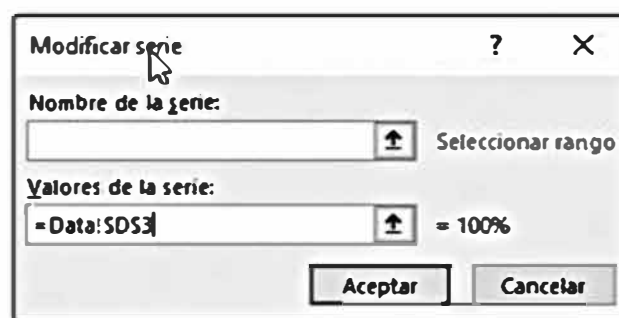 Modificar serie ? ×
Nombre de la serie:
Seleccionar rango
Valores de la serie:
=Data!$D$3 = 100%
Aceptar Cancelar